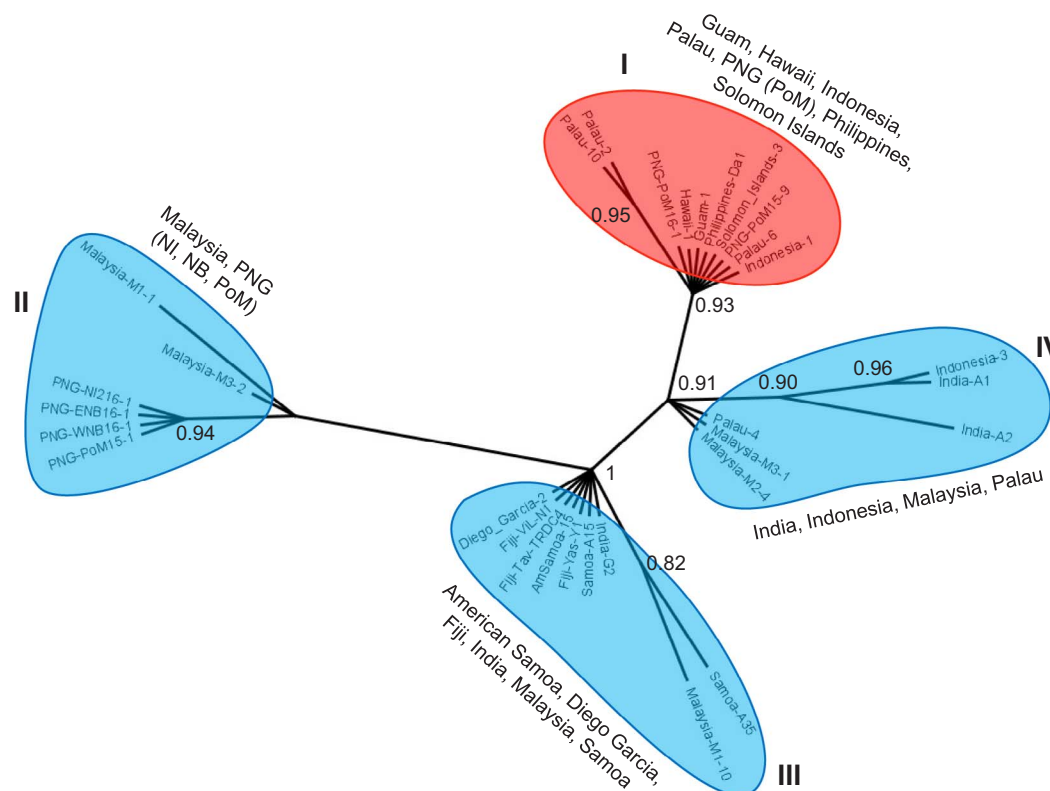 I
Guam, Hawaii, Indonesia,
Palau, PNG (PoM), Philippines,
Solomon Islands
Palau-2
Palau-10
PNG-PoM16-1
Guam-1
Philippines-Da1
Solomon_Islands-3
PNG-PoM15-9
Palau-6
Indonesia-1
0.95
0.93
II
Malaysia, PNG
(NI, NB, PoM)
Malaysia-M1-1
Malaysia-M3-2
PNG-NI216-1
PNG-ENB16-1
PNG-WNB16-1
PNG-PoM15-1
0.94
IV
0.91
0.90
0.96
Indonesia-3
India-A1
India-A2
Palau-4
Malaysia-M3-1
Malaysia-M2-4
India, Indonesia, Malaysia, Palau
1
Diego_Garcia-2
Fiji-ViL-N1
Fiji-Tav-TRDC4
AmSamoa-15
Fiji-Yas-Y1
Samoa-A15
India-G2
0.82
Samoa-A35
Malaysia-M1-10
American Samoa, Diego Garcia,
Fiji, India, Malaysia, Samoa
III